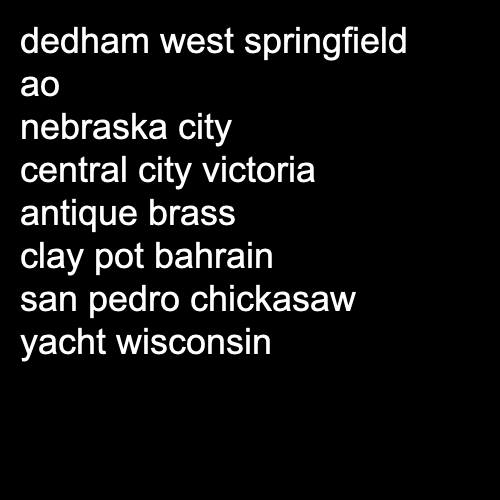 dedham west springfield
ao
nebraska city
central city victoria
antique brass
clay pot bahrain
san pedro chickasaw
yacht wisconsin